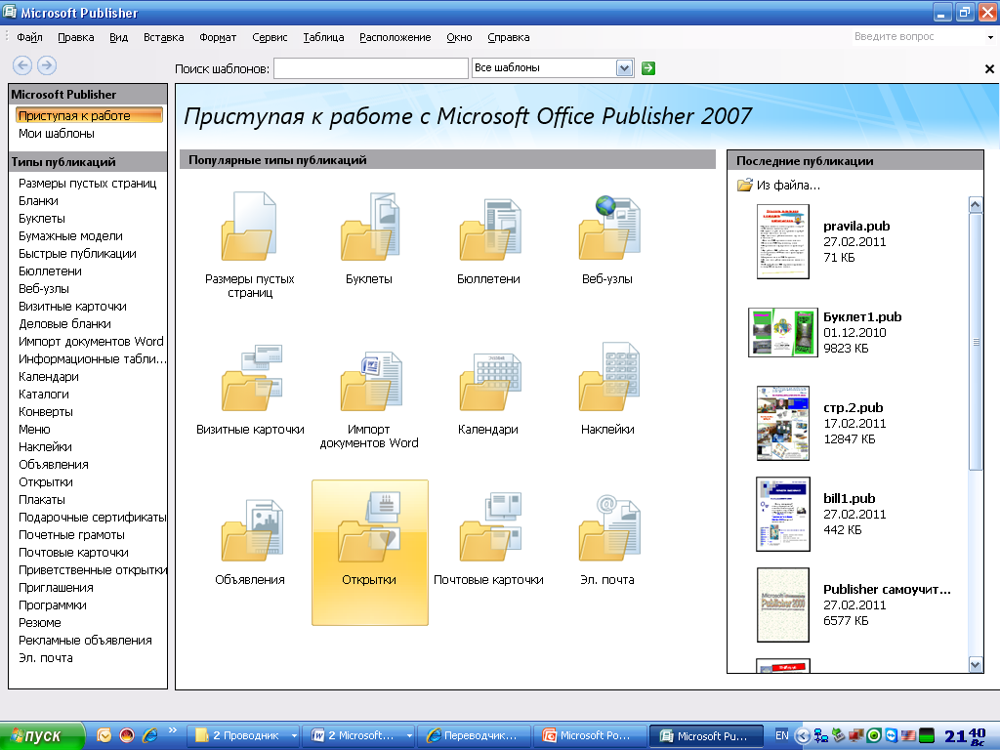 Microsoft Publisher
Файл Правка Вид Вставка Формат Сервис Таблица Расположение Окно Справка
Введите вопрос
Поиск шаблонов:
Все шаблоны
Microsoft Publisher
Приступая к работе
Мои шаблоны
Типы публикаций
Размеры пустых страниц
Бланки
Буклеты
Бумажные модели
Быстрые публикации
Бюллетени
Веб-узлы
Визитные карточки
Деловые бланки
Импорт документов Word
Информационные табли...
Календари
Каталоги
Конверты
Меню
Наклейки
Объявления
Открытки
Плакаты
Подарочные сертификаты
Почетные грамоты
Почтовые карточки
Приветственные открытки
Приглашения
Программки
Резюме
Рекламные объявления
Эл. почта
Приступая к работе с Microsoft Office Publisher 2007
Популярные типы публикаций
Размеры пустых
страниц
Буклеты
Бюллетени
Веб-узлы
Визитные карточки
Импорт
документов Word
Календари
Наклейки
Объявления
Открытки
Почтовые карточки
Эл. почта
Последние публикации
Из файла...
pravila.pub
27.02.2011
71 КБ
Буклет1.pub
01.12.2010
9823 КБ
стр.2.pub
17.02.2011
12847 КБ
bill1.pub
27.02.2011
442 КБ
Microsoft
Publisher 2000
Publisher самоучит...
27.02.2011
6577 КБ
пуск
2 Проводник
2 Microsoft...
Переводчик...
Microsoft Po...
Microsoft Pu...
EN
21 40
Вс